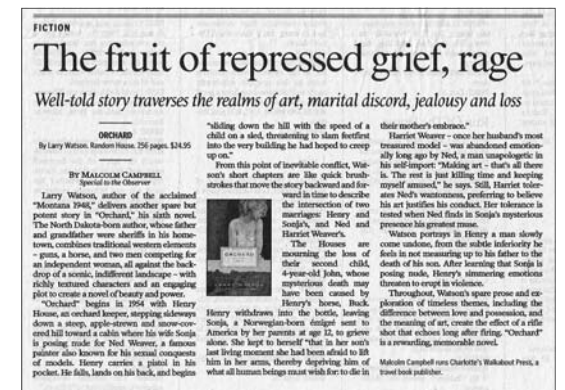 FICTION
The fruit of repressed grief, rage
Well-told story traverses the realms of art, marital discord, jealousy and loss
ORCHARD
By Larry Watson. Random House. 256 pages. $24.95
BY MALCOLM CAMPBELL
Special to the Observer
Larry Watson, author of the acclaimed
"Montana 1948," delivers another spare but
potent story in "Orchard," his sixth novel.
The North Dakota-born author, whose father
and grandfather were sheriffs in his home-
town, combines traditional western elements
– guns, a horse, and two men competing for
an independent woman, all against the back-
drop of a scenic, indifferent landscape – with
richly textured characters and an engaging
plot to create a novel of beauty and power.
"Orchard" begins in 1954 with Henry
House, an orchard keeper, stepping sideways
down a steep, apple-strewn and snow-cov-
ered hill toward a cabin where his wife Sonja
is posing nude for Ned Weaver, a famous
painter also known for his sexual conquests
of models. Henry carries a pistol in his
pocket. He falls, lands on his back, and begins
"sliding down the hill with the speed of a
child on a sled, threatening to slam feetfirst
into the very building he had hoped to creep
up on."
From this point of inevitable conflict, Wat-
son's short chapters are like quick brush-
strokes that move the story backward and for-
ward in time to describe
the intersection of two
marriages: Henry and
Sonja's, and Ned and
Harriet Weaver's.
The Houses are
mourning the loss of
their second child,
4-year-old John, whose
mysterious death may
have been caused by
Henry's horse, Buck.
ORCHARD
Henry withdraws into the bottle, leaving
Sonja, a Norwegian-born émigré sent to
America by her parents at age 12, to grieve
alone. She kept to herself "that in her son's
last living moment she had been afraid to lift
him in her arms, thereby depriving him of
what all human beings must wish for: to die in
their mother's embrace."
Harriet Weaver – once her husband's most
treasured model – was abandoned emotion-
ally long ago by Ned, a man unapologetic in
his self-import: "Making art – that's all there
is. The rest is just killing time and keeping
myself amused," he says. Still, Harriet toler-
ates Ned's wantonness, preferring to believe
his art justifies his conduct. Her tolerance is
tested when Ned finds in Sonja's mysterious
presence his greatest muse.
Watson portrays in Henry a man slowly
come undone, from the subtle inferiority he
feels in not measuring up to his father to the
death of his son. After learning that Sonja is
posing nude, Henry's simmering emotions
threaten to erupt in violence.
Throughout, Watson's spare prose and ex-
ploration of timeless themes, including the
difference between love and possession, and
the meaning of art, create the effect of a rifle
shot that echoes long after firing. "Orchard"
is a rewarding, memorable novel.
Malcolm Campbell runs Charlotte's Walkabout Press, a
travel book publisher.